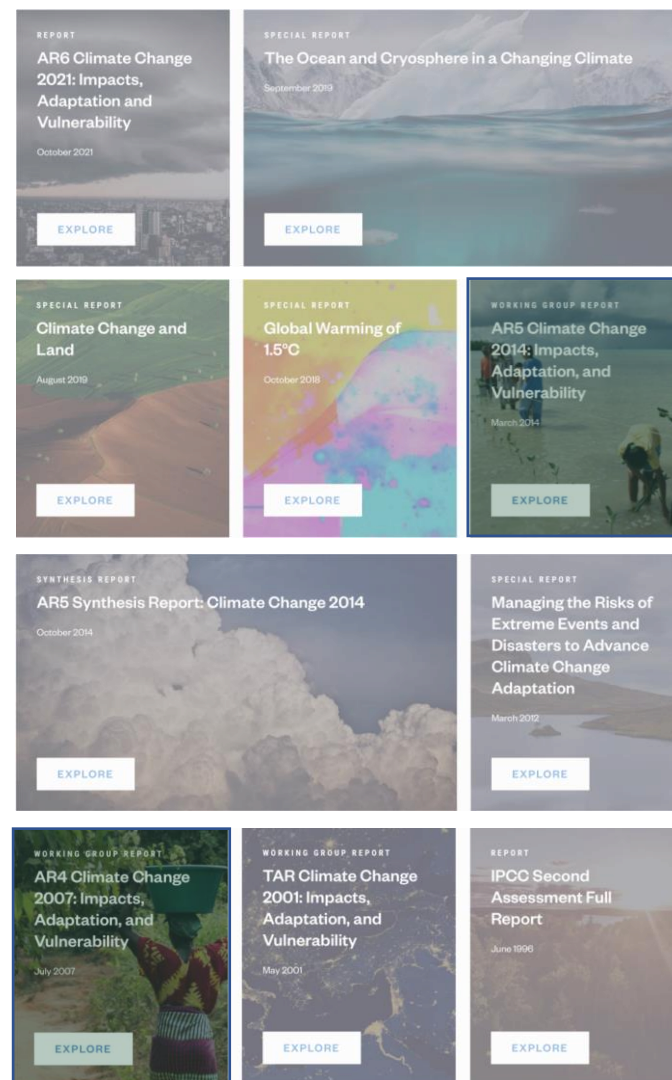 REPORT
AR6 Climate Change
2021: Impacts,
Adaptation and
Vulnerability
October 2021
EXPLORE
SPECIAL REPORT
The Ocean and Cryosphere in a Changing Climate
September 2019
EXPLORE
SPECIAL REPORT
Climate Change and
Land
August 2019
EXPLORE
SPECIAL REPORT
Global Warming of
1.5°C
October 2018
EXPLORE
WORKING GROUP REPORT
AR5 Climate Change
2014: Impacts,
Adaptation, and
Vulnerability
March 2014
EXPLORE
SYNTHESIS REPORT
AR5 Synthesis Report: Climate Change 2014
October 2014
EXPLORE
SPECIAL REPORT
Managing the Risks of
Extreme Events and
Disasters to Advance
Climate Change
Adaptation
March 2012
EXPLORE
WORKING GROUP REPORT
AR4 Climate Change
2007: Impacts,
Adaptation, and
Vulnerability
July 2007
EXPLORE
WORKING GROUP REPORT
TAR Climate Change
2001: Impacts,
Adaptation, and
Vulnerability
May 2001
EXPLORE
REPORT
IPCC Second
Assessment Full
Report
June 1996
EXPLORE